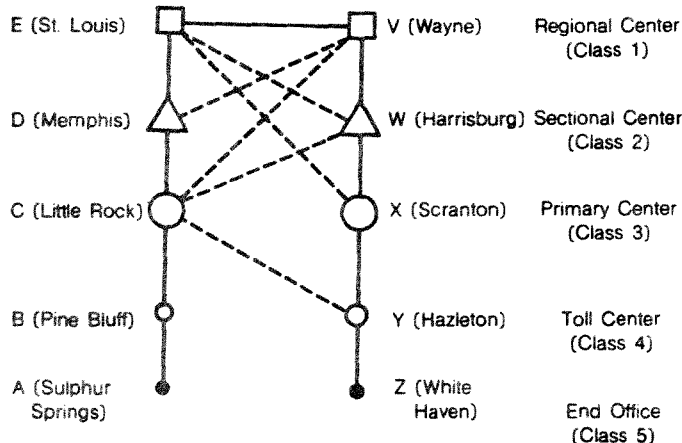 E (St. Louis)
V (Wayne)
Regional Center
(Class 1)
D (Memphis)
W (Harrisburg)
Sectional Center
(Class 2)
C (Little Rock)
X (Scranton)
Primary Center
(Class 3)
B (Pine Bluff)
Y (Hazleton)
Toll Center
(Class 4)
A (Sulphur
Springs)
Z (White
Haven)
End Office
(Class 5)